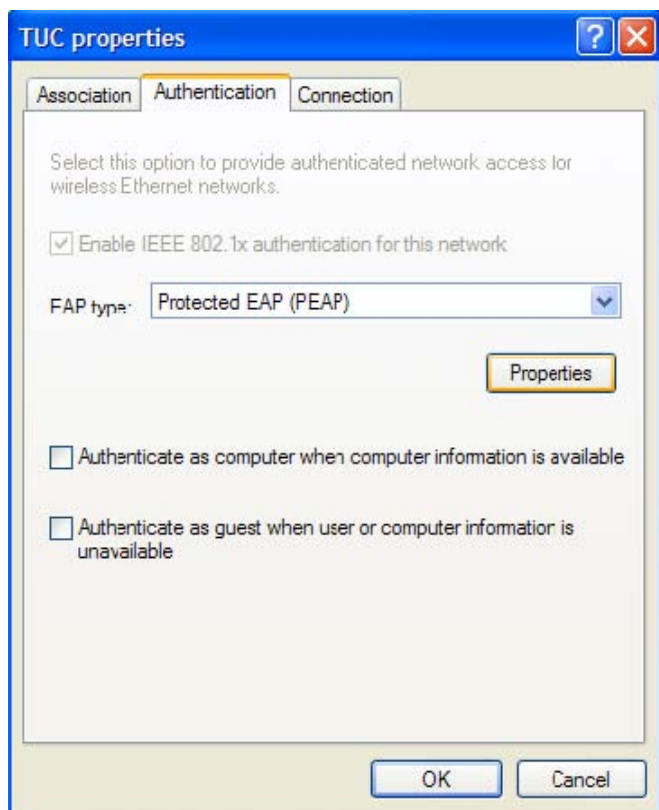 TUC properties
Association Authentication Connection
Select this option to provide authenticated network access for
wireless Ethernet networks.
Enable IEEE 802.1x authentication for this network
EAP type: Protected EAP (PEAP)
Properties
Authenticate as computer when computer information is available
Authenticate as guest when user or computer information is
unavailable
OK Cancel